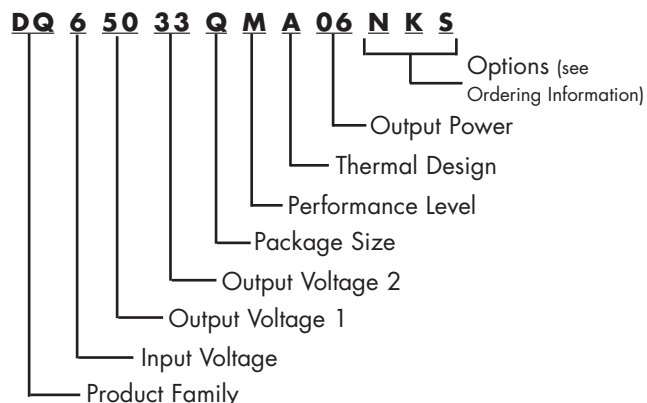 DQ 6 50 33 Q M A 06 N K S
Options (see
Ordering Information)
Output Power
Thermal Design
Performance Level
Package Size
Output Voltage 2
Output Voltage 1
Input Voltage
Product Family